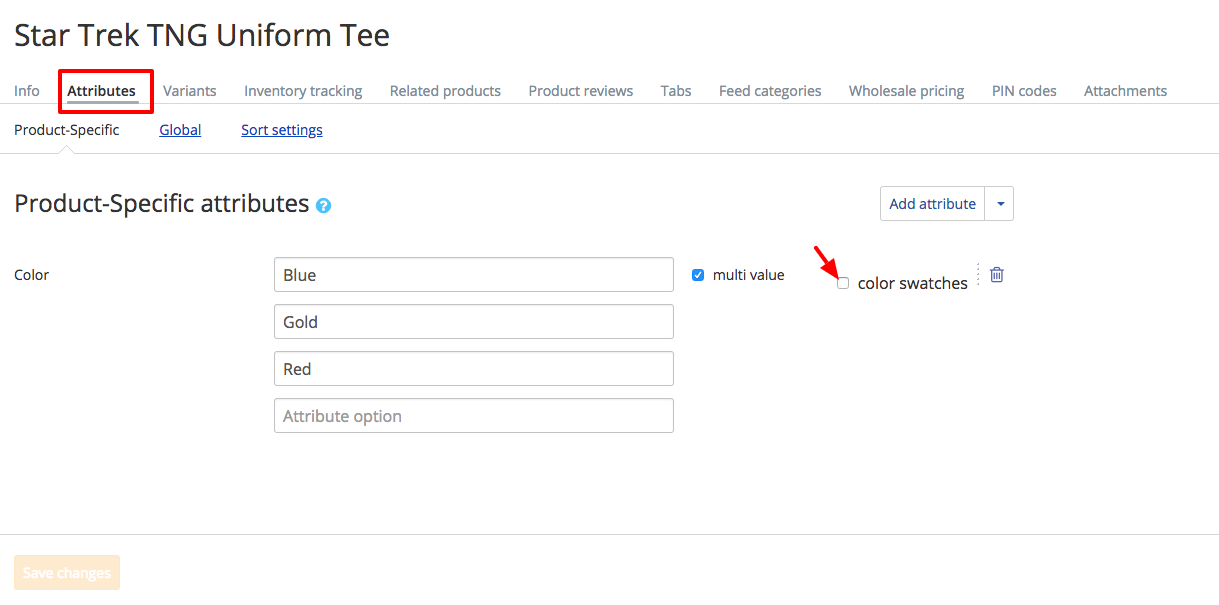 Star Trek TNG Uniform Tee
Info Attributes Variants Inventory tracking Related products Product reviews Tabs Feed categories Wholesale pricing PIN codes Attachments
Product-Specific Global Sort settings
Product-Specific attributes ? Add attribute
Color Blue multi value color swatches
Gold
Red
Attribute option
Save changes